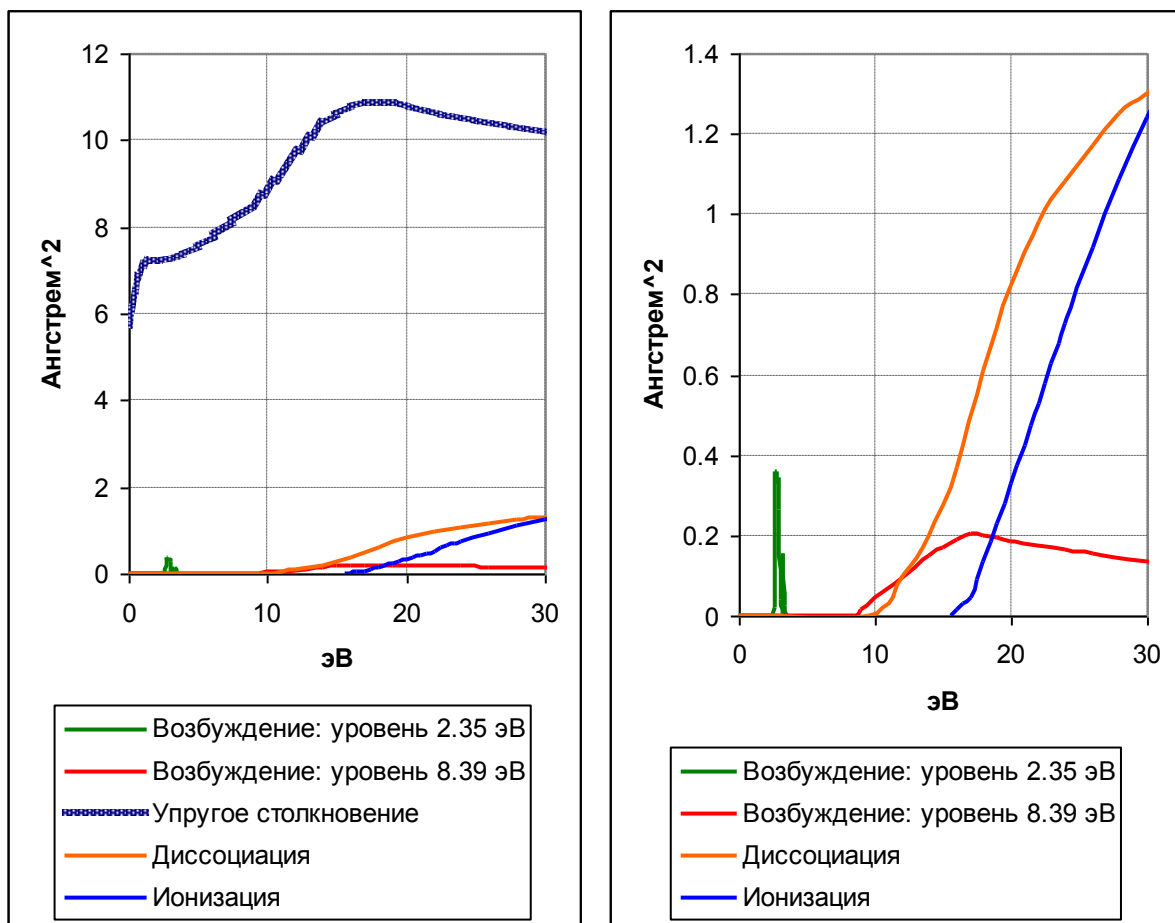 12
10
8
6
4
2
0
Ангстрем^2
0
10
20
30
эВ
Возбуждение: уровень 2.35 эВ
Возбуждение: уровень 8.39 эВ
Упругое столкновение
Диссоциация
Ионизация
1.4
1.2
1
0.8
0.6
0.4
0.2
0
Ангстрем^2
0
10
20
30
эВ
Возбуждение: уровень 2.35 эВ
Возбуждение: уровень 8.39 эВ
Диссоциация
Ионизация